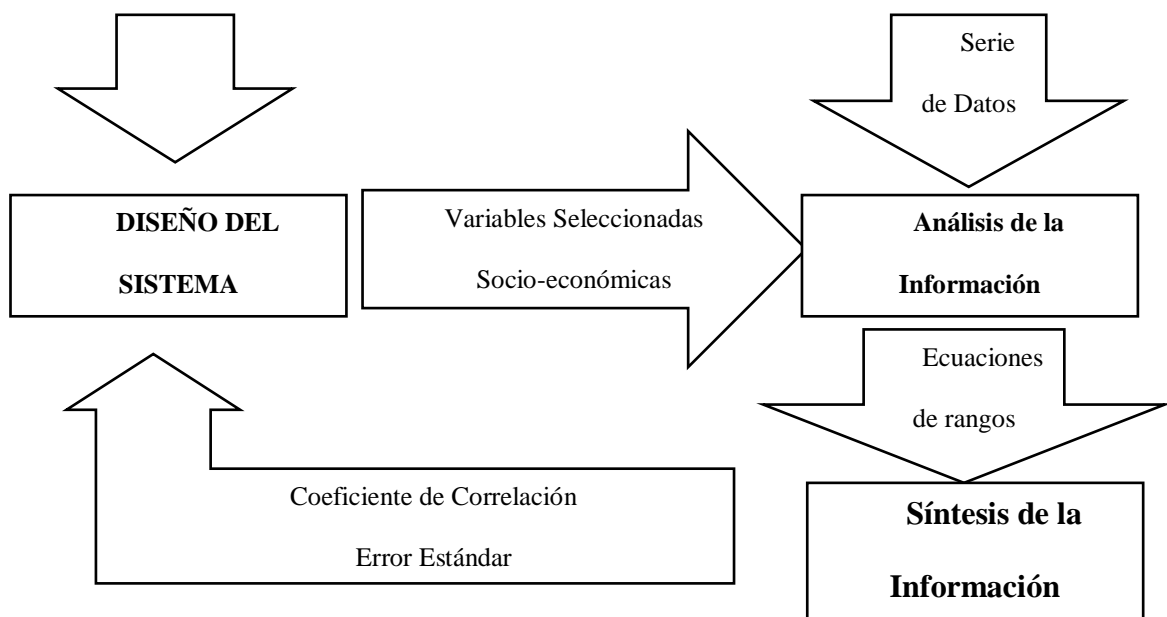 Serie
de Datos
DISEÑO DEL
SISTEMA
Variables Seleccionadas
Socio-económicas
Análisis de la
Información
Ecuaciones
de rangos
Coeficiente de Correlación
Error Estándar
Síntesis de la
Información